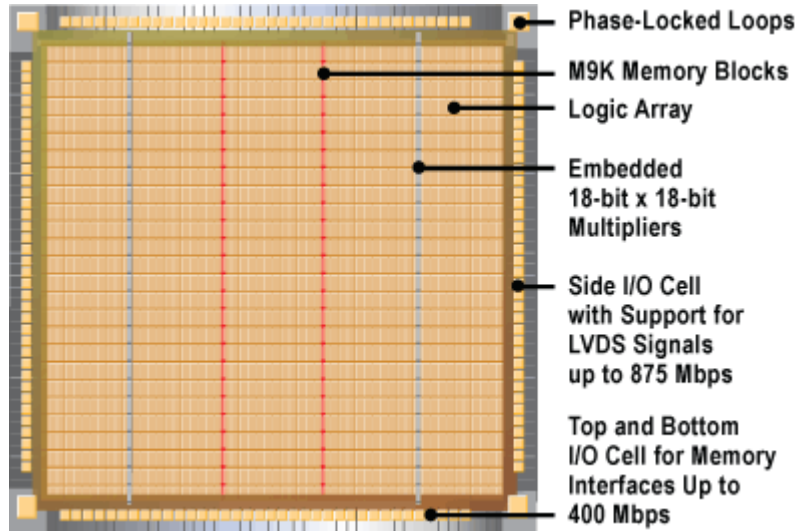 Phase-Locked Loops
M9K Memory Blocks
Logic Array
Embedded
18-bit x 18-bit
Multipliers
Side I/O Cell
with Support for
LVDS Signals
up to 875 Mbps
Top and Bottom
I/O Cell for Memory
Interfaces Up to
400 Mbps